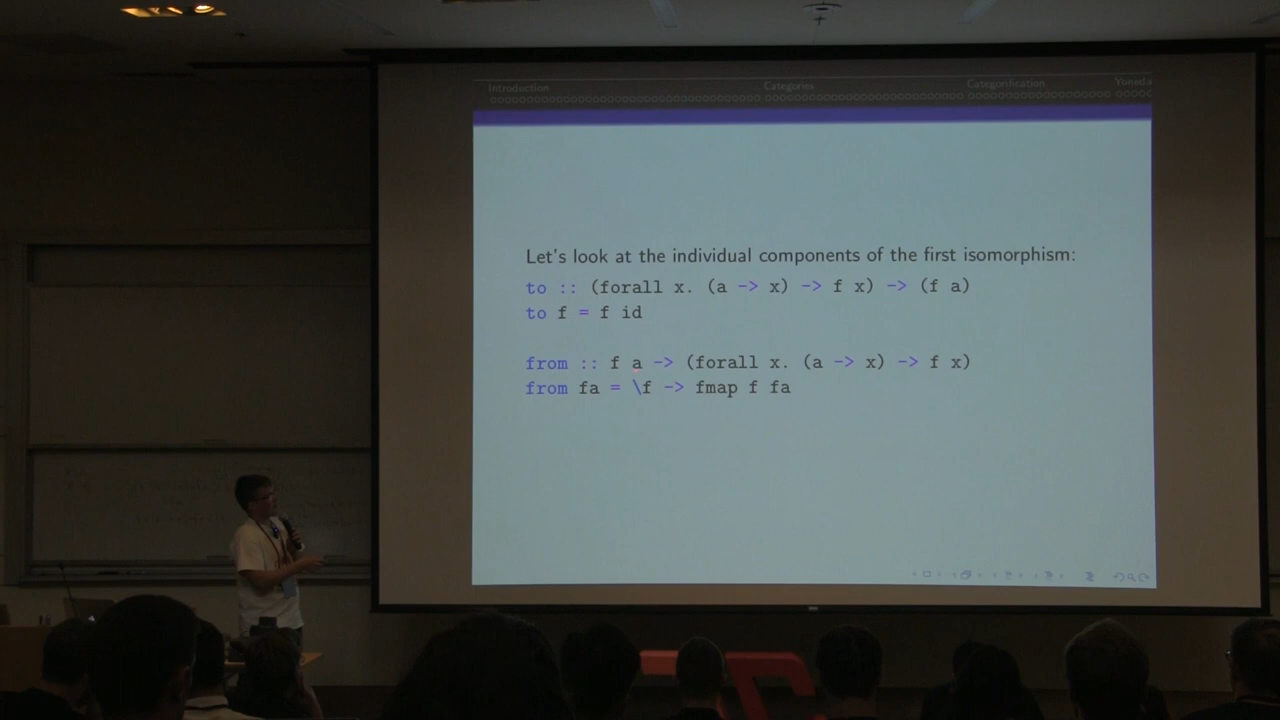 Introduction Categories Categorification Yoneda
Let's look at the individual components of the first isomorphism:
to :: (forall x. (a -> x) -> f x) -> (f a)
to f = f id
from :: f a -> (forall x. (a -> x) -> f x)
from fa = \f -> fmap f fa